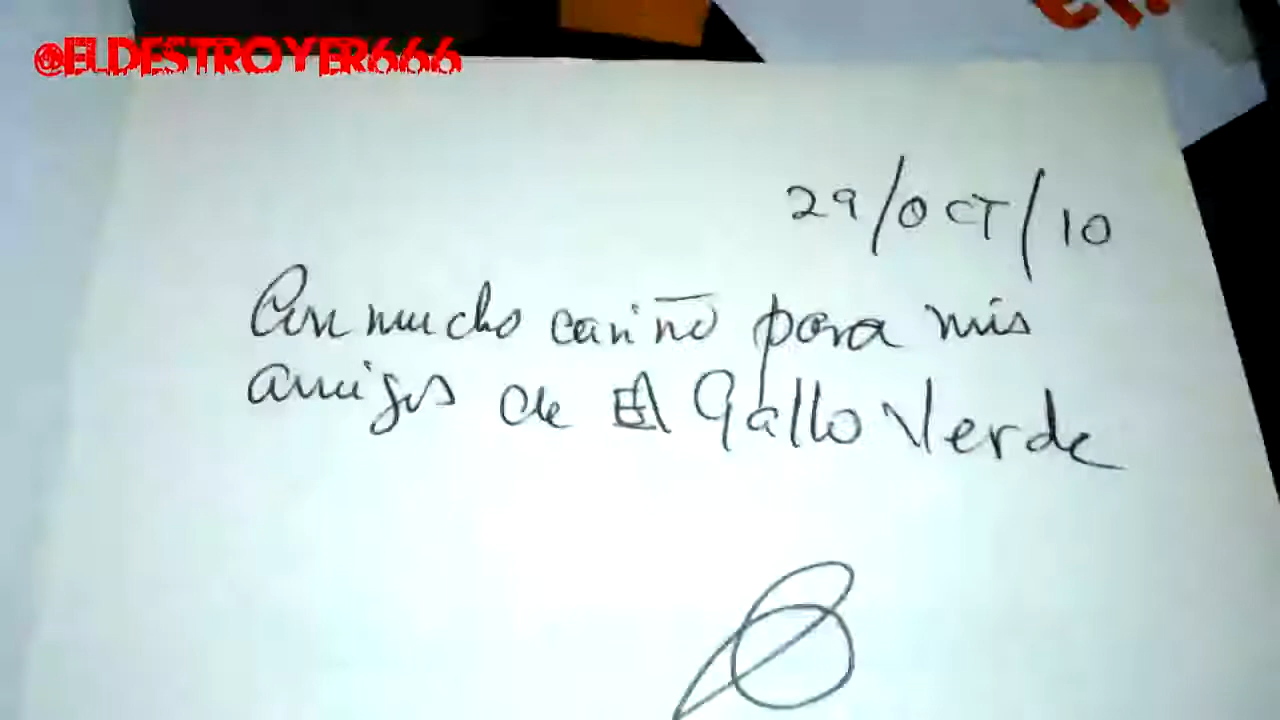 @ELDESTROYER666
29/OCT/10
Con mucho cariño para mis
amigos de El Gallo Verde